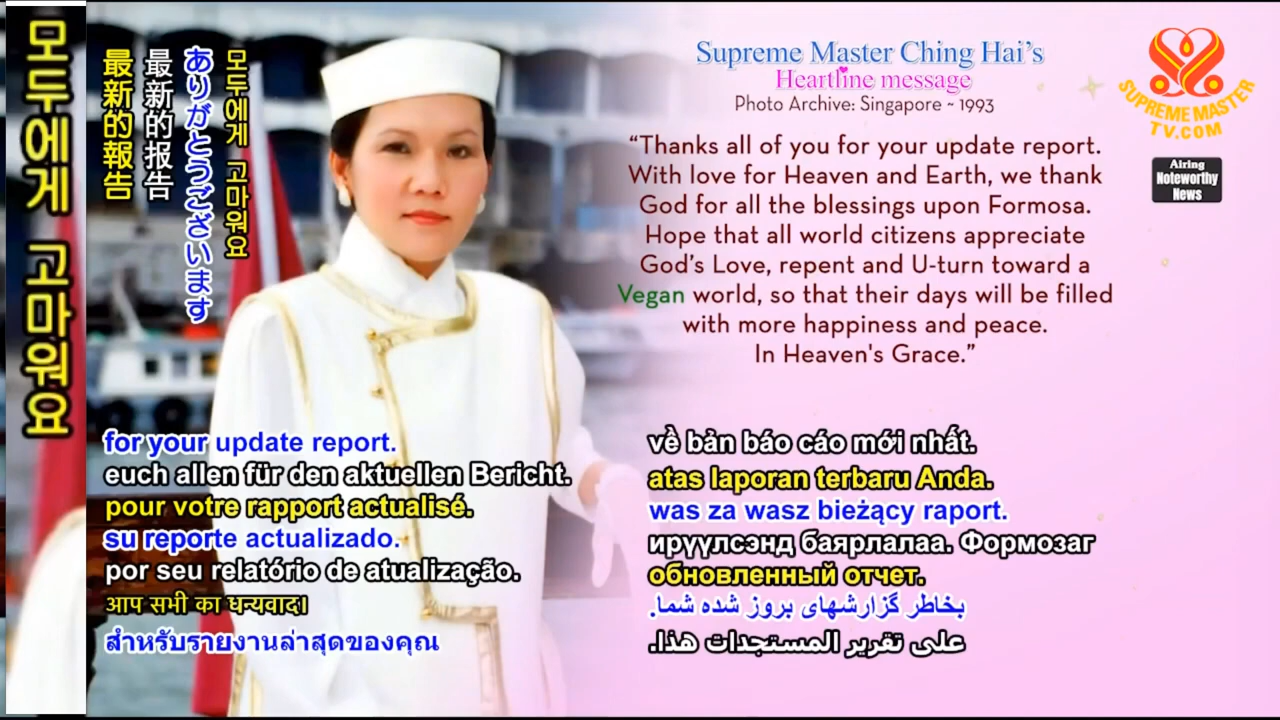 모두에게 고마워요
最新的報告
最新的报告
ありがとうございます
모두에게 고마워요
Supreme Master Ching Hai's
Heartline message
Photo Archive: Singapore ~ 1993
SUPREME MASTER
TV.COM
Airing
Noteworthy
News
“Thanks all of you for your update report.
With love for Heaven and Earth, we thank
God for all the blessings upon Formosa.
Hope that all world citizens appreciate
God’s Love, repent and U-turn toward a
Vegan world, so that their days will be filled
with more happiness and peace.
In Heaven's Grace.”
for your update report.
euch allen für den aktuellen Bericht.
pour votre rapport actualisé.
su reporte actualizado.
por seu relatório de atualização.
आप सभी का धन्यवाद।
สำหรับรายงานล่าสุดของคุณ
về bản báo cáo mới nhất.
atas laporan terbaru Anda.
was za wasz bieżący raport.
ирүүлсэнд баярлалаа. Формозаг
обновленный отчет.
بخاطر گزارشهای بروز شده شما.
على تقرير المستجدات هذا.